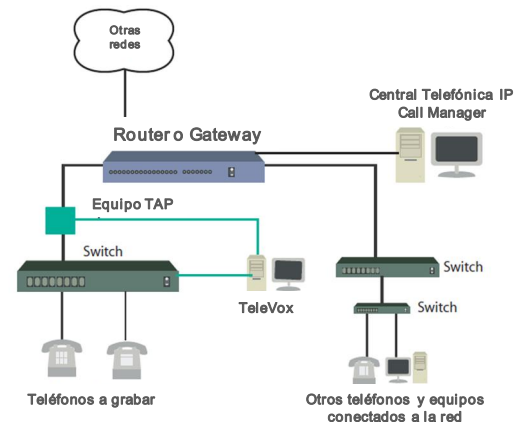 Otras
redes
Central Telefónica IP
Call Manager
Router o Gateway
Equipo TAP
Switch
Switch
TeleVox
Switch
Teléfonos a grabar
Otros teléfonos y equipos
conectados a la red